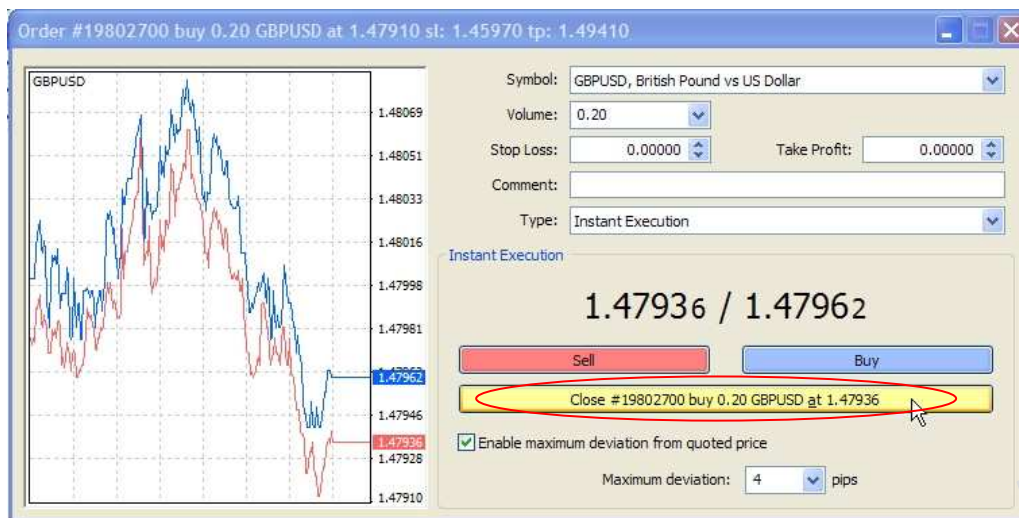 Order #19802700 buy 0.20 GBPUSD at 1.47910 sl: 1.45970 tp: 1.49410
GBPUSD
1.48069
1.48051
1.48033
1.48016
1.47998
1.47981
1.47962
1.47946
1.47936
1.47928
1.47910
Symbol: GBPUSD, British Pound vs US Dollar
Volume: 0.20
Stop Loss: 0.00000 Take Profit: 0.00000
Comment:
Type: Instant Execution
Instant Execution
1.47936 / 1.47962
Sell Buy
Close #19802700 buy 0.20 GBPUSD at 1.47936
Enable maximum deviation from quoted price
Maximum deviation: 4 pips